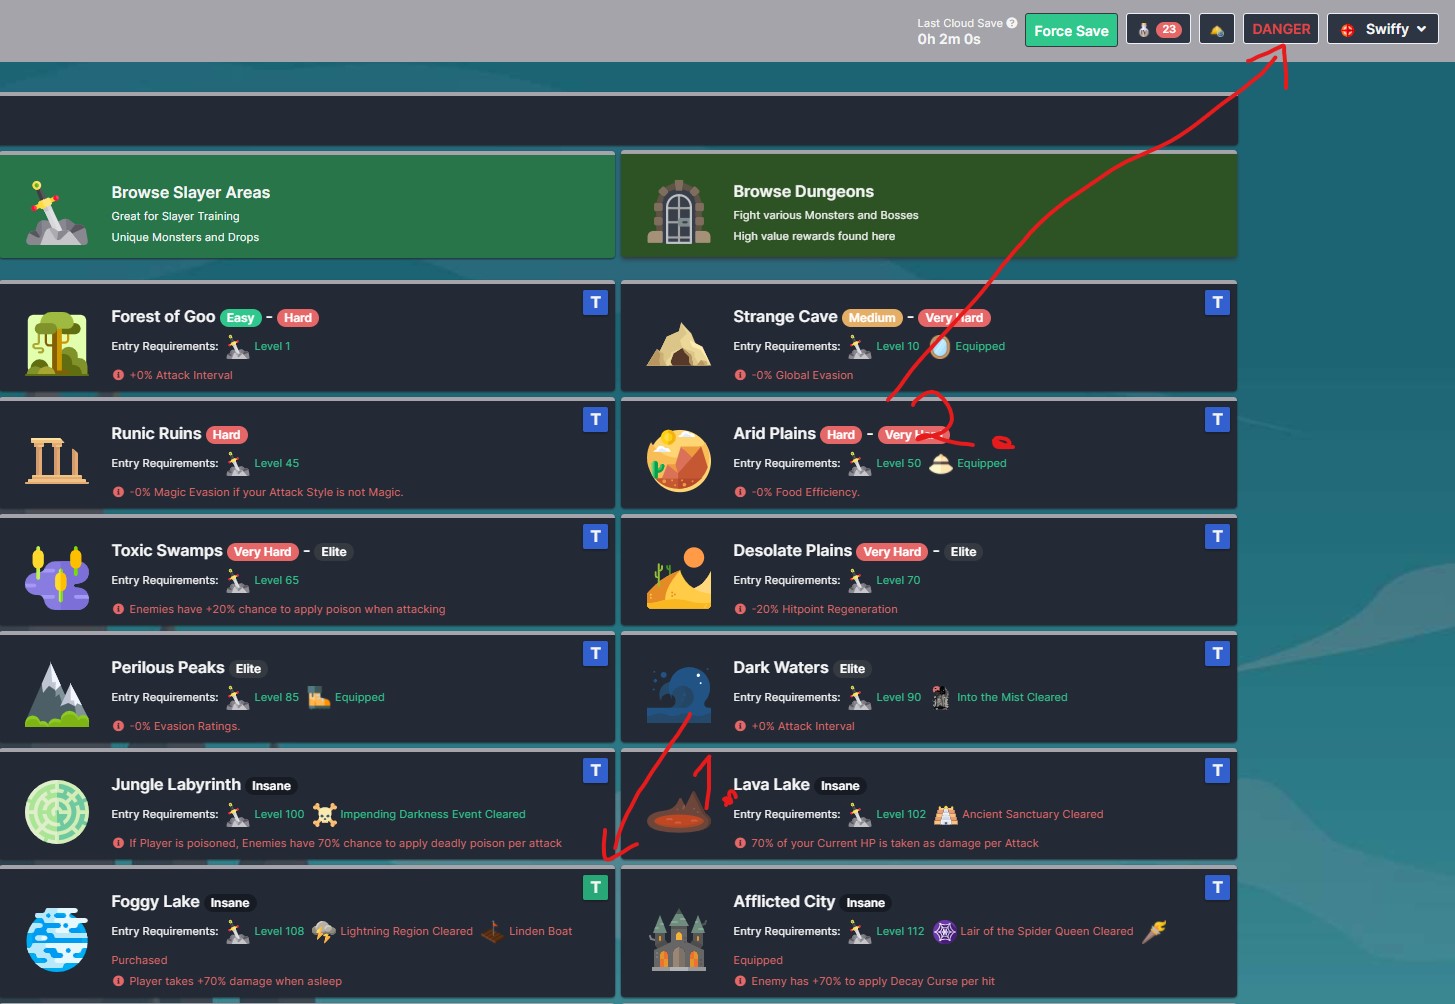 Last Cloud Save
0h 2m 0s
Force Save
23
DANGER
Swiffy
Browse Slayer Areas
Great for Slayer Training
Unique Monsters and Drops
Browse Dungeons
Fight various Monsters and Bosses
High value rewards found here
Forest of Goo Easy - Hard
T
Entry Requirements: Level 1
+0% Attack Interval
Strange Cave Medium - Very Hard
T
Entry Requirements: Level 10 Equipped
-0% Global Evasion
Runic Ruins Hard
T
Entry Requirements: Level 45
-0% Magic Evasion if your Attack Style is not Magic.
Arid Plains Hard - Very Hard
T
2.
Entry Requirements: Level 50 Equipped
-0% Food Efficiency.
Toxic Swamps Very Hard - Elite
T
Entry Requirements: Level 65
Enemies have +20% chance to apply poison when attacking
Desolate Plains Very Hard - Elite
T
Entry Requirements: Level 70
-20% Hitpoint Regeneration
Perilous Peaks Elite
T
Entry Requirements: Level 85 Equipped
-0% Evasion Ratings.
Dark Waters Elite
T
Entry Requirements: Level 90 Into the Mist Cleared
+0% Attack Interval
Jungle Labyrinth Insane
T
Entry Requirements: Level 100 Impending Darkness Event Cleared
If Player is poisoned, Enemies have 70% chance to apply deadly poison per attack
1.
Lava Lake Insane
T
Entry Requirements: Level 102 Ancient Sanctuary Cleared
70% of your Current HP is taken as damage per Attack
Foggy Lake Insane
T
Entry Requirements: Level 108 Lightning Region Cleared Linden Boat
Purchased
Player takes +70% damage when asleep
Afflicted City Insane
T
Entry Requirements: Level 112 Lair of the Spider Queen Cleared
Equipped
Enemy has +70% to apply Decay Curse per hit